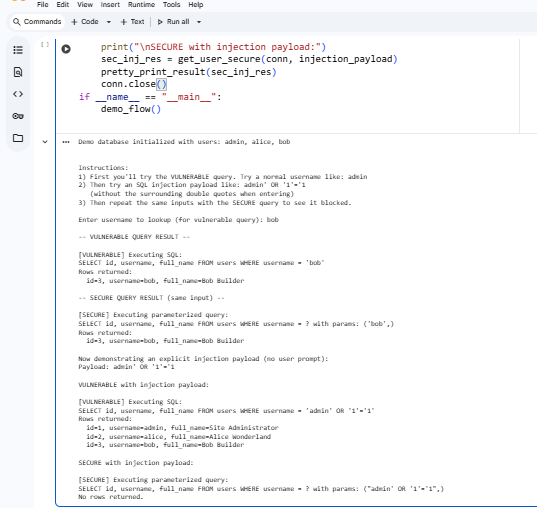 File Edit View Insert Runtime Tools Help
Commands + Code + Text Run all
[ ]
print("\nSECURE with injection payload:")
sec_inj_res = get_user_secure(conn, injection_payload)
pretty_print_result(sec_inj_res)
conn.close()
if __name__ == "__main__":
demo_flow()
... Demo database initialized with users: admin, alice, bob
Instructions:
1) First you'll try the VULNERABLE query. Try a normal username like: admin
2) Then try an SQL injection payload like: admin' OR '1'='1
(without the surrounding double quotes when entering)
3) Then repeat the same inputs with the SECURE query to see it blocked.
Enter username to lookup (for vulnerable query): bob
-- VULNERABLE QUERY RESULT --
[VULNERABLE] Executing SQL:
SELECT id, username, full_name FROM users WHERE username = 'bob'
Rows returned:
id=3, username=bob, full_name=Bob Builder
-- SECURE QUERY RESULT (same input) --
[SECURE] Executing parameterized query:
SELECT id, username, full_name FROM users WHERE username = ? with params: ('bob',)
Rows returned:
id=3, username=bob, full_name=Bob Builder
Now demonstrating an explicit injection payload (no user prompt):
Payload: admin' OR '1'='1
VULNERABLE with injection payload:
[VULNERABLE] Executing SQL:
SELECT id, username, full_name FROM users WHERE username = 'admin' OR '1'='1'
Rows returned:
id=1, username=admin, full_name=Site Administrator
id=2, username=alice, full_name=Alice Wonderland
id=3, username=bob, full_name=Bob Builder
SECURE with injection payload:
[SECURE] Executing parameterized query:
SELECT id, username, full_name FROM users WHERE username = ? with params: ("admin' OR '1'='1",)
No rows returned.